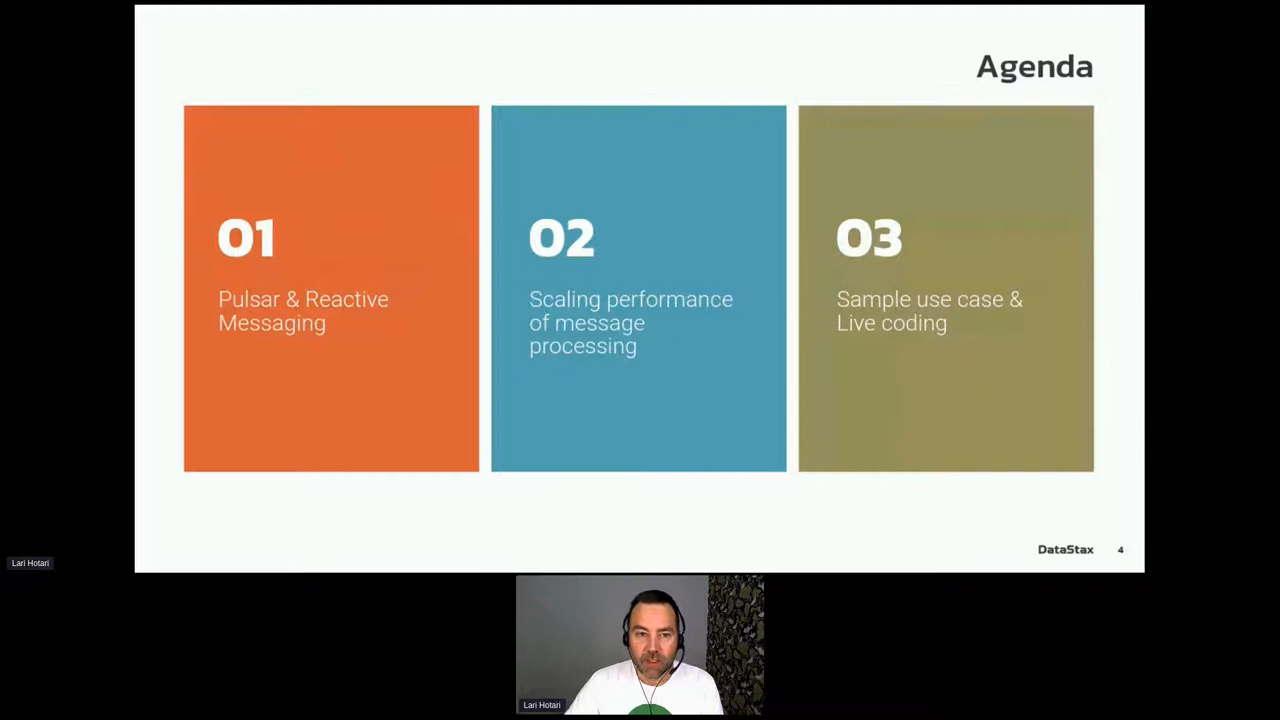 Agenda
01
Pulsar & Reactive
Messaging
02
Scaling performance
of message
processing
03
Sample use case &
Live coding
DataStax 4
Lari Hotari
Lari Hotari